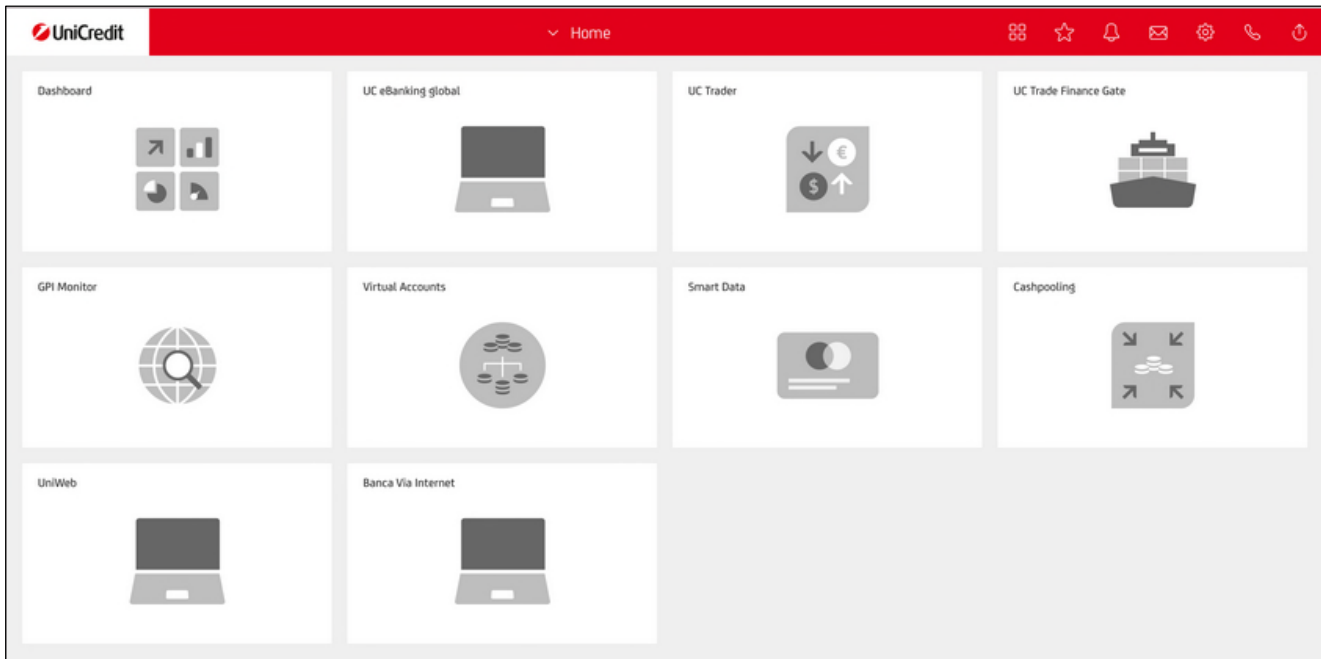 UniCredit
Home
Dashboard
UC eBanking global
UC Trader
UC Trade Finance Gate
€
$
GPI Monitor
Virtual Accounts
Smart Data
Cashpooling
UniWeb
Banca Via Internet